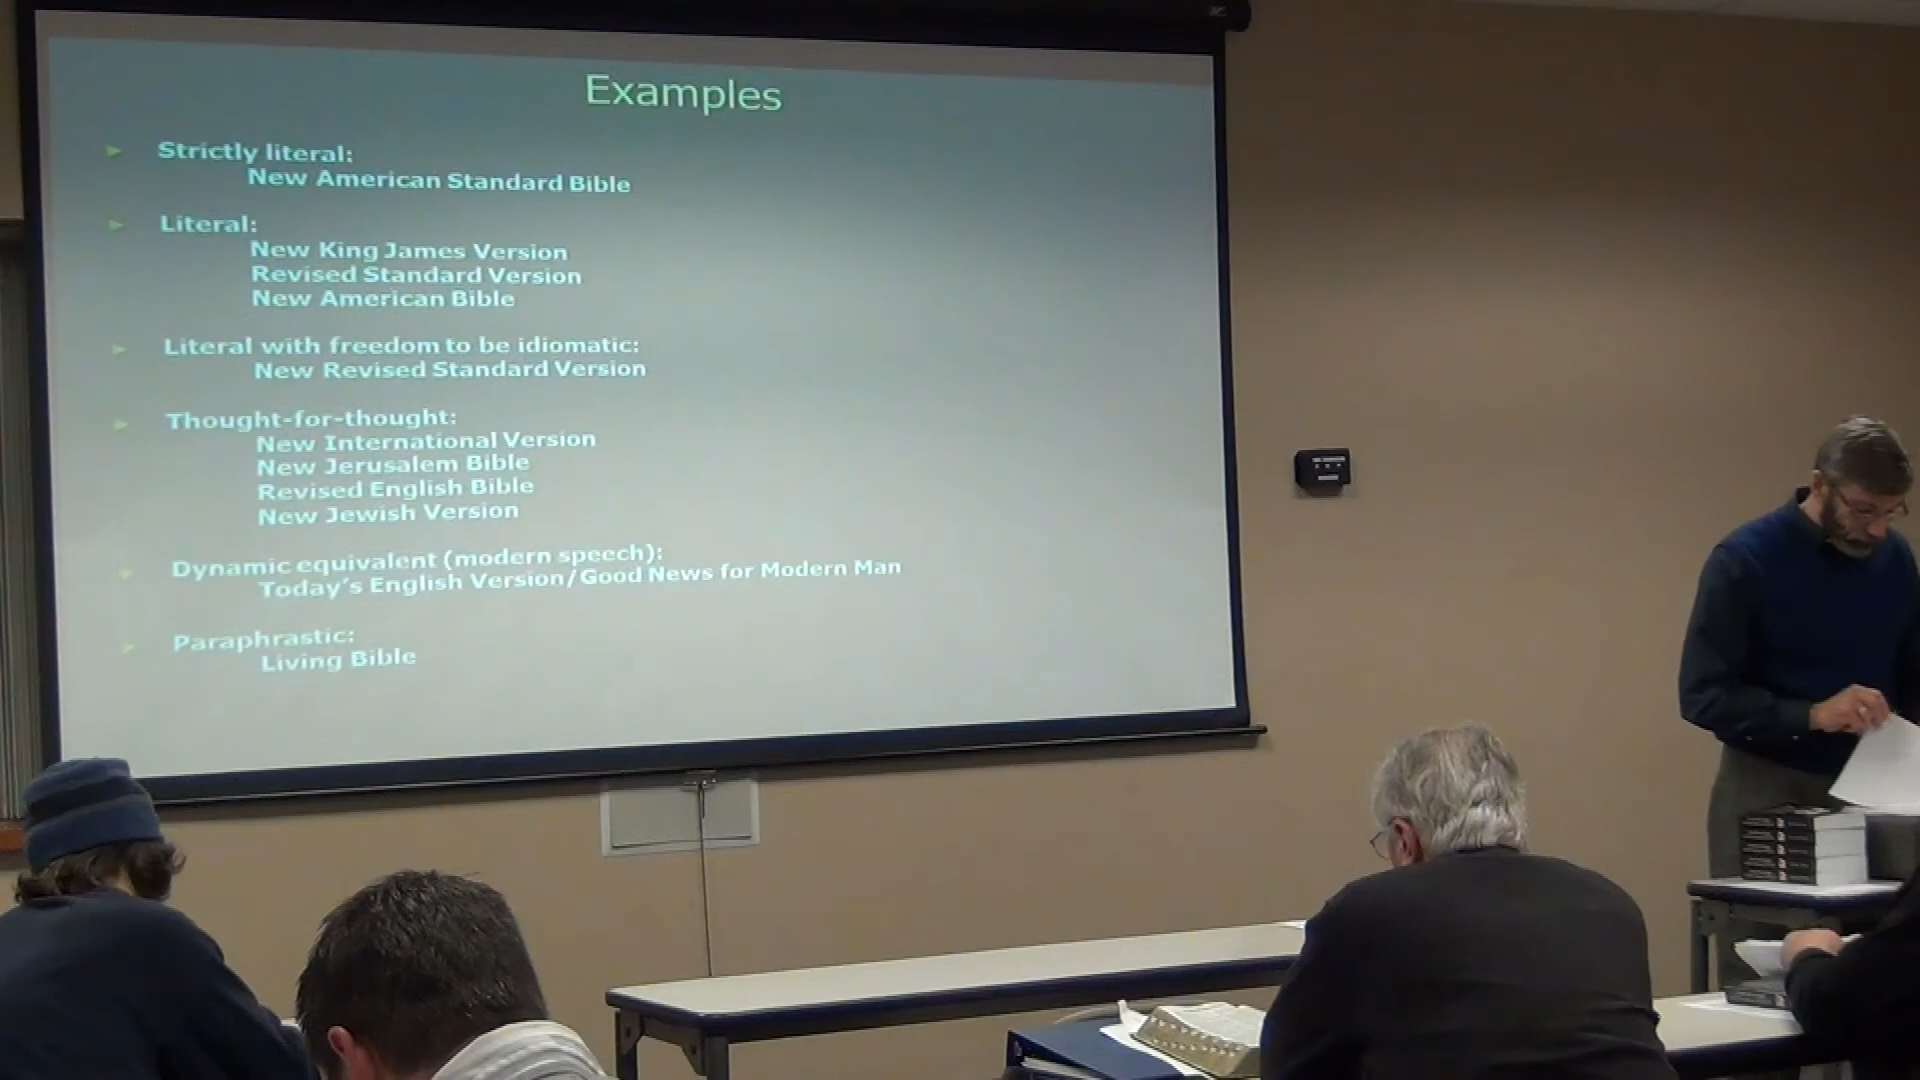 Examples
Strictly literal:
New American Standard Bible
Literal:
New King James Version
Revised Standard Version
New American Bible
Literal with freedom to be idiomatic:
New Revised Standard Version
Thought-for-thought:
New International Version
New Jerusalem Bible
Revised English Bible
New Jewish Version
Dynamic equivalent (modern speech):
Today's English Version/Good News for Modern Man
Paraphrastic:
Living Bible